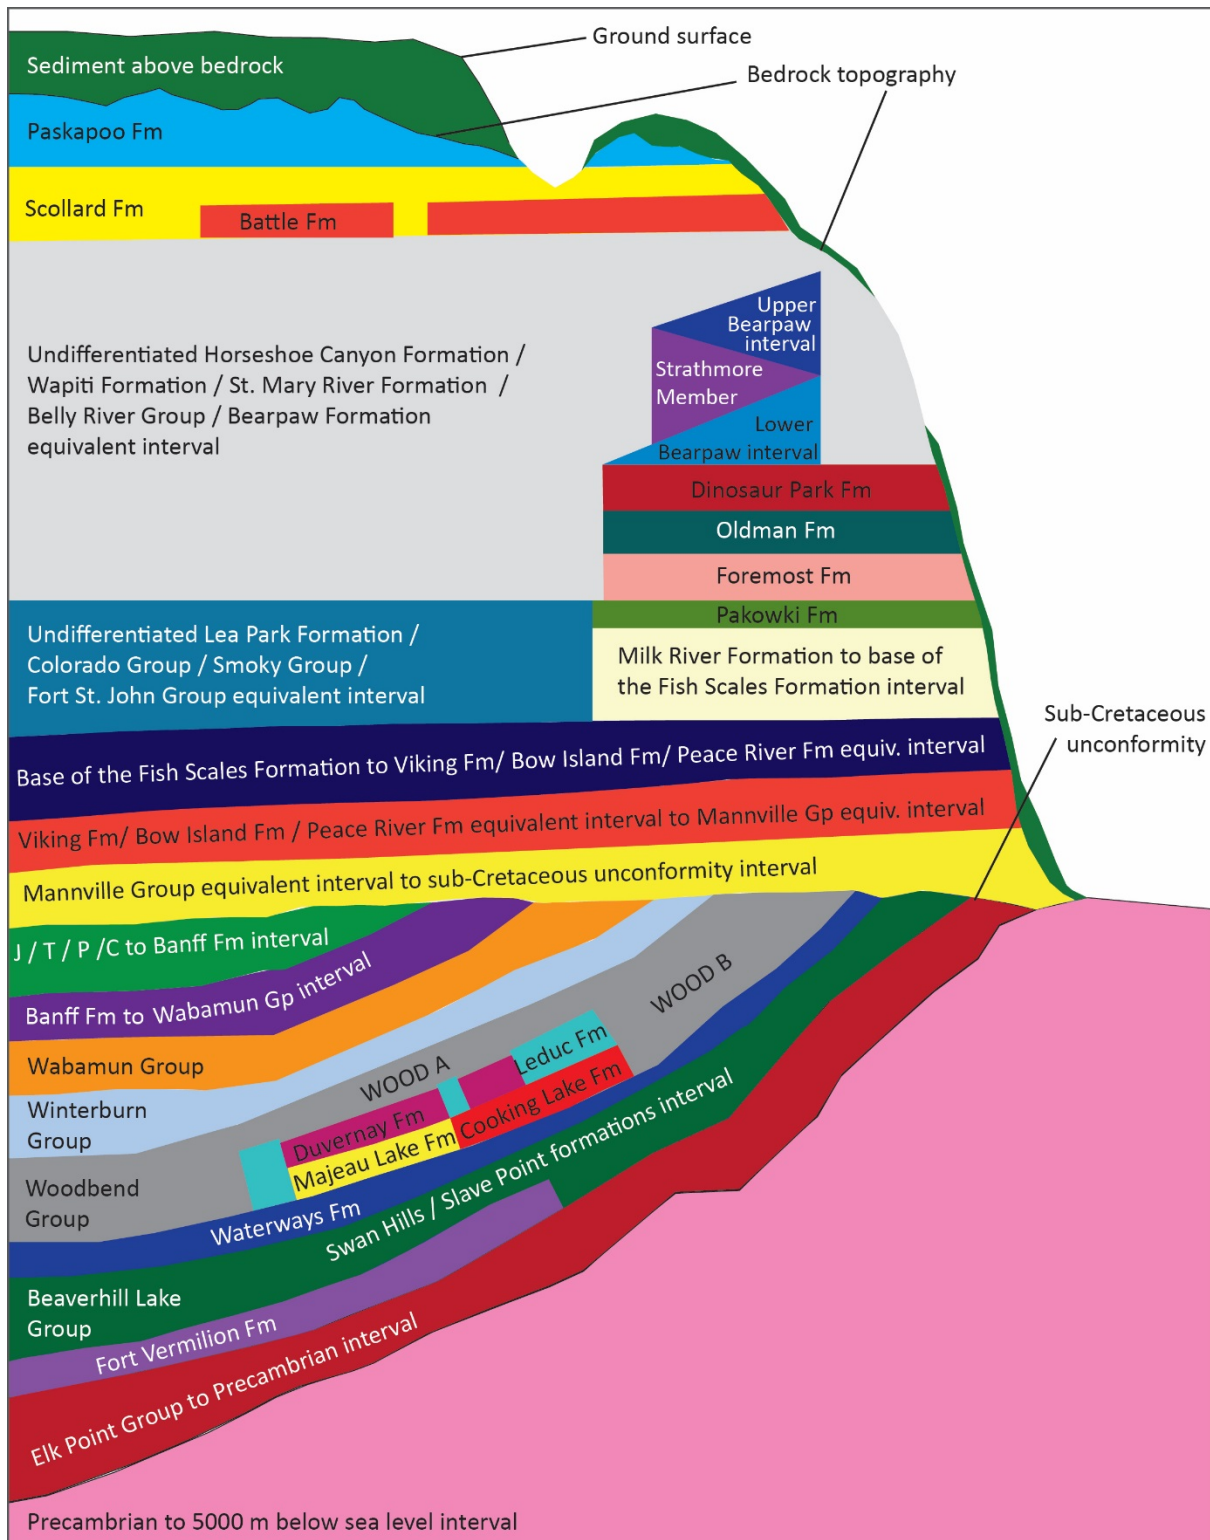 Ground surface
Sediment above bedrock
Bedrock topography
Paskapoo Fm
Scollard Fm
Battle Fm
Upper
Bearpaw
interval
Undifferentiated Horseshoe Canyon Formation /
Wapiti Formation / St. Mary River Formation /
Belly River Group / Bearpaw Formation
equivalent interval
Strathmore
Member
Lower
Bearpaw interval
Dinosaur Park Fm
Oldman Fm
Foremost Fm
Pakowki Fm
Undifferentiated Lea Park Formation /
Colorado Group / Smoky Group /
Fort St. John Group equivalent interval
Milk River Formation to base of
the Fish Scales Formation interval
Sub-Cretaceous
unconformity
Base of the Fish Scales Formation to Viking Fm/ Bow Island Fm/ Peace River Fm equiv. interval
Viking Fm/ Bow Island Fm / Peace River Fm equivalent interval to Mannville Gp equiv. interval
Mannville Group equivalent interval to sub-Cretaceous unconformity interval
J / T / P /C to Banff Fm interval
Banff Fm to Wabamun Gp interval
Wabamun Group
Winterburn
Group
WOOD A
WOOD B
Leduc Fm
Duvernay Fm
Cooking Lake Fm
Majeau Lake Fm
Woodbend
Group
Waterways Fm
Swan Hills / Slave Point formations interval
Beaverhill Lake
Group
Fort Vermilion Fm
Elk Point Group to Precambrian interval
Precambrian to 5000 m below sea level interval